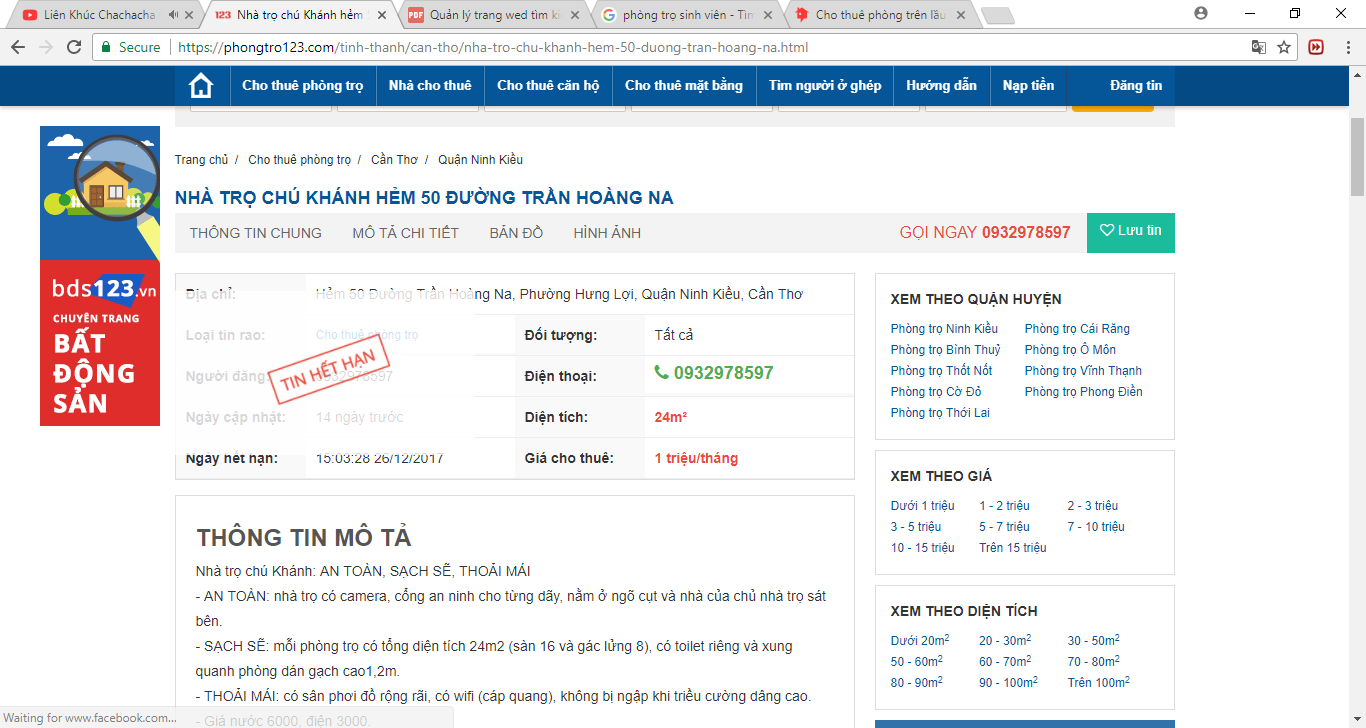 Liên Khúc Chachacha
Nhà trọ chú Khánh hẻm 5
Quản lý trang wed tìm ki
phòng trọ sinh viên - Tìm
Cho thuê phòng trên lầu
Secure
https://phongtro123.com/tinh-thanh/can-tho/nha-tro-chu-khanh-hem-50-duong-tran-hoang-na.html
Cho thuê phòng trọ
Nhà cho thuê
Cho thuê căn hộ
Cho thuê mặt bằng
Tìm người ở ghép
Hướng dẫn
Nạp tiền
Đăng tin
bds123.vn
CHUYÊN TRANG
BẤT
ĐỘNG
SẢN
Trang chủ / Cho thuê phòng trọ / Cần Thơ / Quận Ninh Kiều
NHÀ TRỌ CHÚ KHÁNH HẺM 50 ĐƯỜNG TRẦN HOÀNG NA
THÔNG TIN CHUNG MÔ TẢ CHI TIẾT BẢN ĐỒ HÌNH ẢNH
GỌI NGAY 0932978597
Lưu tin
Địa chỉ: Hẻm 50 Đường Trần Hoàng Na, Phường Hưng Lợi, Quận Ninh Kiều, Cần Thơ
Loại tin rao: Cho thuê phòng trọ Đối tượng: Tất cả
Người đăng: 0932978597 Điện thoại: 0932978597
TIN HẾT HẠN
Ngày cập nhật: 14 ngày trước Diện tích: 24m²
Ngày hết hạn: 15:03:28 26/12/2017 Giá cho thuê: 1 triệu/tháng
THÔNG TIN MÔ TẢ
Nhà trọ chú Khánh: AN TOÀN, SẠCH SẼ, THOẢI MÁI
- AN TOÀN: nhà trọ có camera, cổng an ninh cho từng dãy, nằm ở ngõ cụt và nhà của chủ nhà trọ sát
bên.
- SẠCH SẼ: mỗi phòng trọ có tổng diện tích 24m2 (sàn 16 và gác lửng 8), có toilet riêng và xung
quanh phòng dán gạch cao1,2m.
- THOẢI MÁI: có sân phơi đồ rộng rãi, có wifi (cáp quang), không bị ngập khi triều cường dâng cao.
- Giá nước 6000, điện 3000.
XEM THEO QUẬN HUYỆN
Phòng trọ Ninh Kiều Phòng trọ Cái Răng
Phòng trọ Bình Thuỷ Phòng trọ Ô Môn
Phòng trọ Thốt Nốt Phòng trọ Vĩnh Thạnh
Phòng trọ Cờ Đỏ Phòng trọ Phong Điền
Phòng trọ Thới Lai
XEM THEO GIÁ
Dưới 1 triệu 1 - 2 triệu 2 - 3 triệu
3 - 5 triệu 5 - 7 triệu 7 - 10 triệu
10 - 15 triệu Trên 15 triệu
XEM THEO DIỆN TÍCH
Dưới 20m² 20 - 30m² 30 - 50m²
50 - 60m² 60 - 70m² 70 - 80m²
80 - 90m² 90 - 100m² Trên 100m²
Waiting for www.facebook.com...